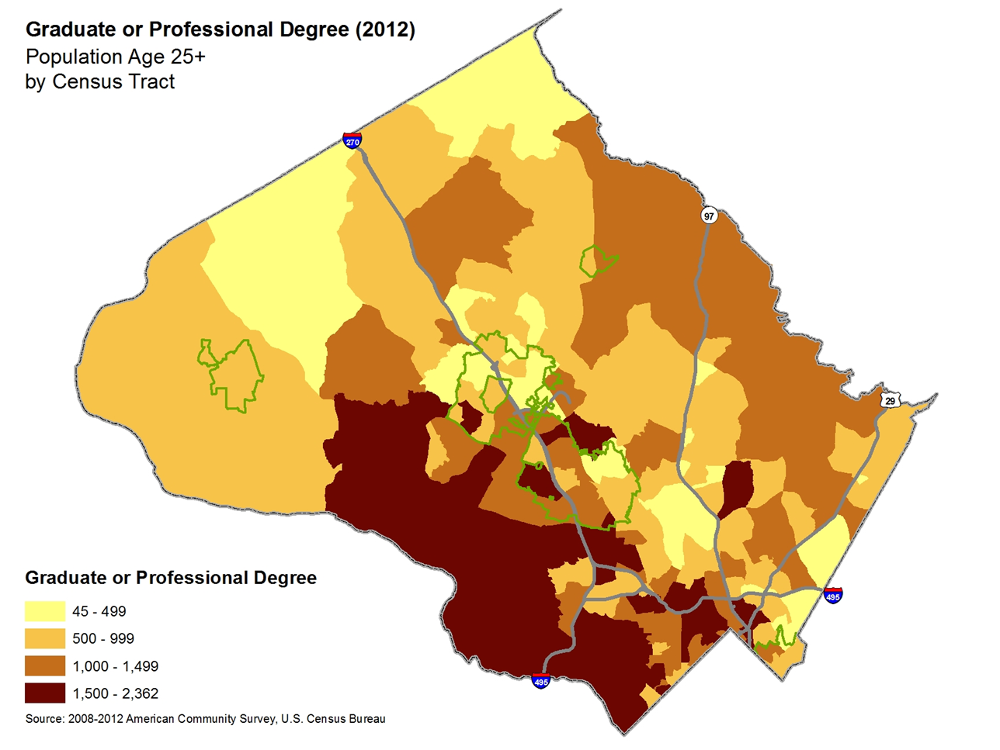 Graduate or Professional Degree (2012)
Population Age 25+
by Census Tract
270
97
29
495
495
Graduate or Professional Degree
45 - 499
500 - 999
1,000 - 1,499
1,500 - 2,362
Source: 2008-2012 American Community Survey, U.S. Census Bureau